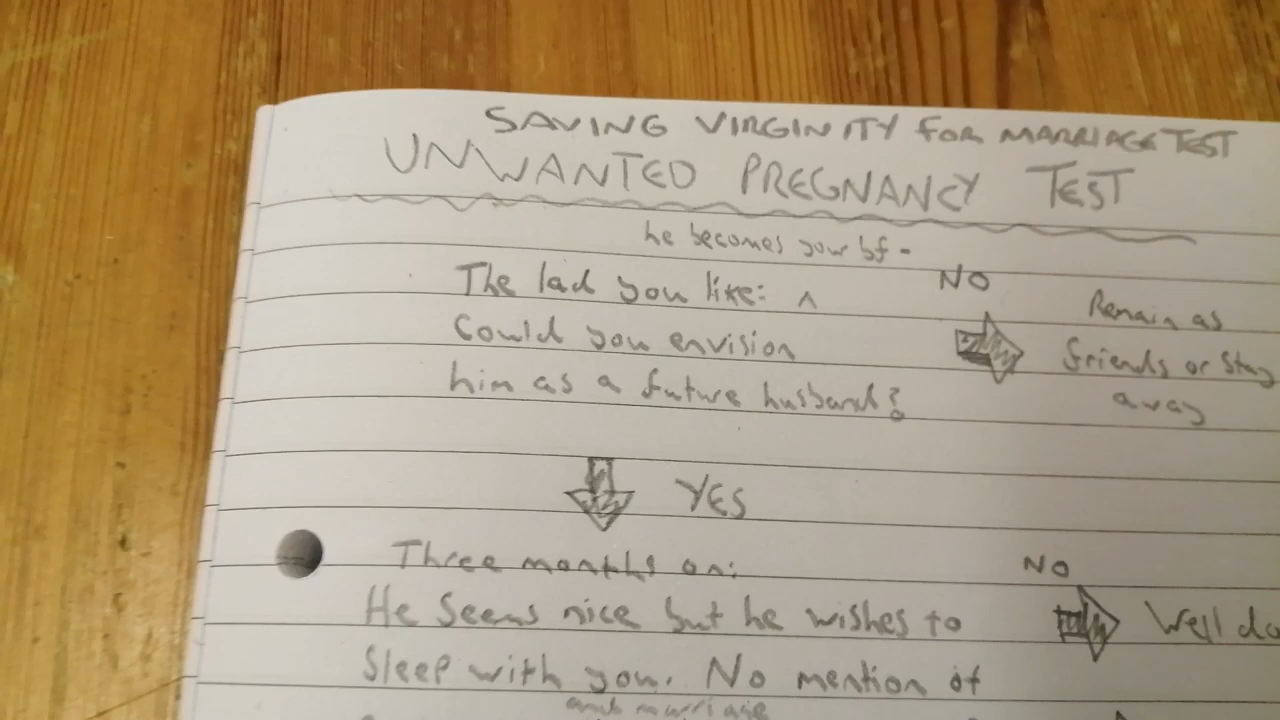 SAVING VIRGINITY FOR MARRIAGE TEST
UNWANTED PREGNANCY TEST
he becomes your bf -
The lad you like: ^
NO
Could you envision
him as a future husband?
Remain as
friends or stay
away
YES
Three months on:
NO
He seems nice but he wishes to
Well do
sleep with you. No mention of
and marriage